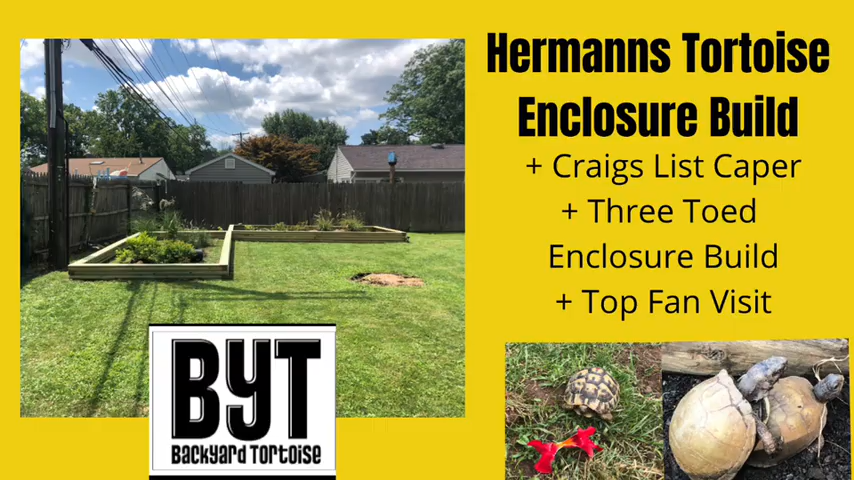 Hermanns Tortoise
Enclosure Build
+ Craigs List Caper
+ Three Toed
Enclosure Build
+ Top Fan Visit
BYT
Backyard Tortoise